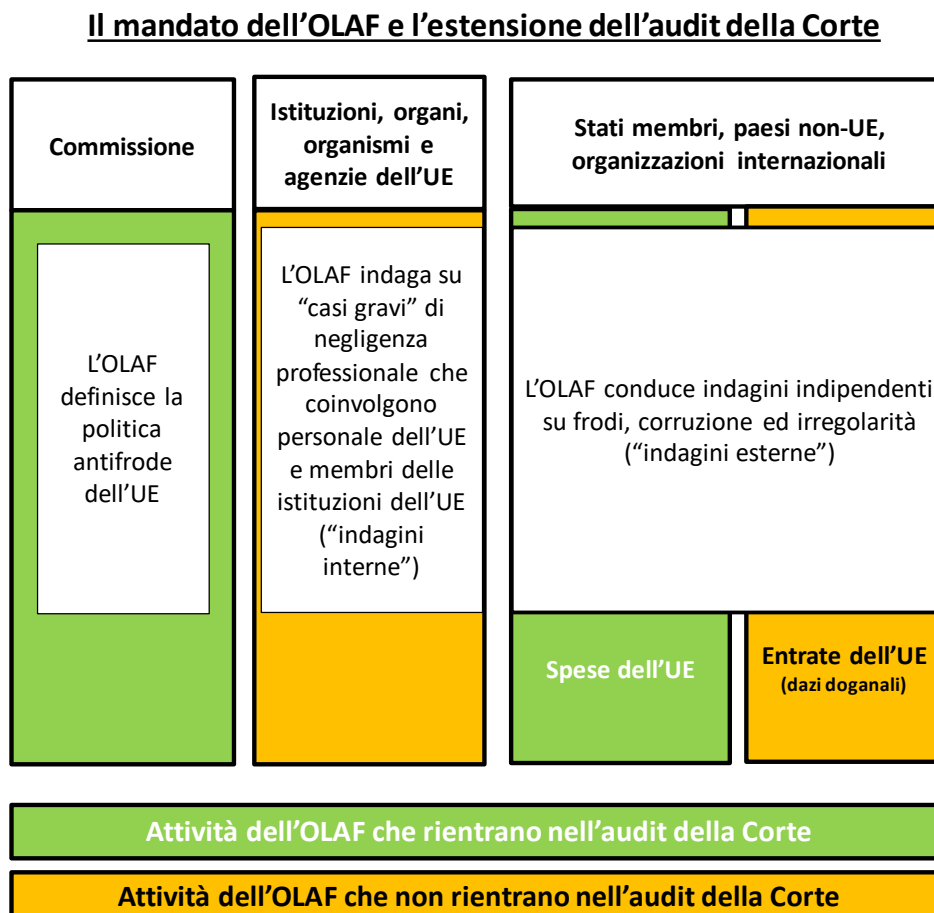 Il mandato dell’OLAF e l’estensione dell’audit della Corte
Commissione
Istituzioni, organi,
organismi e
agenzie dell’UE
Stati membri, paesi non-UE,
organizzazioni internazionali
L’OLAF
definisce la
politica
antifrode
dell’UE
L’OLAF indaga su
“casi gravi” di
negligenza
professionale che
coinvolgono
personale dell’UE
e membri delle
istituzioni dell’UE
(“indagini
interne”)
L’OLAF conduce indagini indipendenti
su frodi, corruzione ed irregolarità
(“indagini esterne”)
Spese dell’UE
Entrate dell’UE
(dazi doganali)
Attività dell’OLAF che rientrano nell’audit della Corte
Attività dell’OLAF che non rientrano nell’audit della Corte